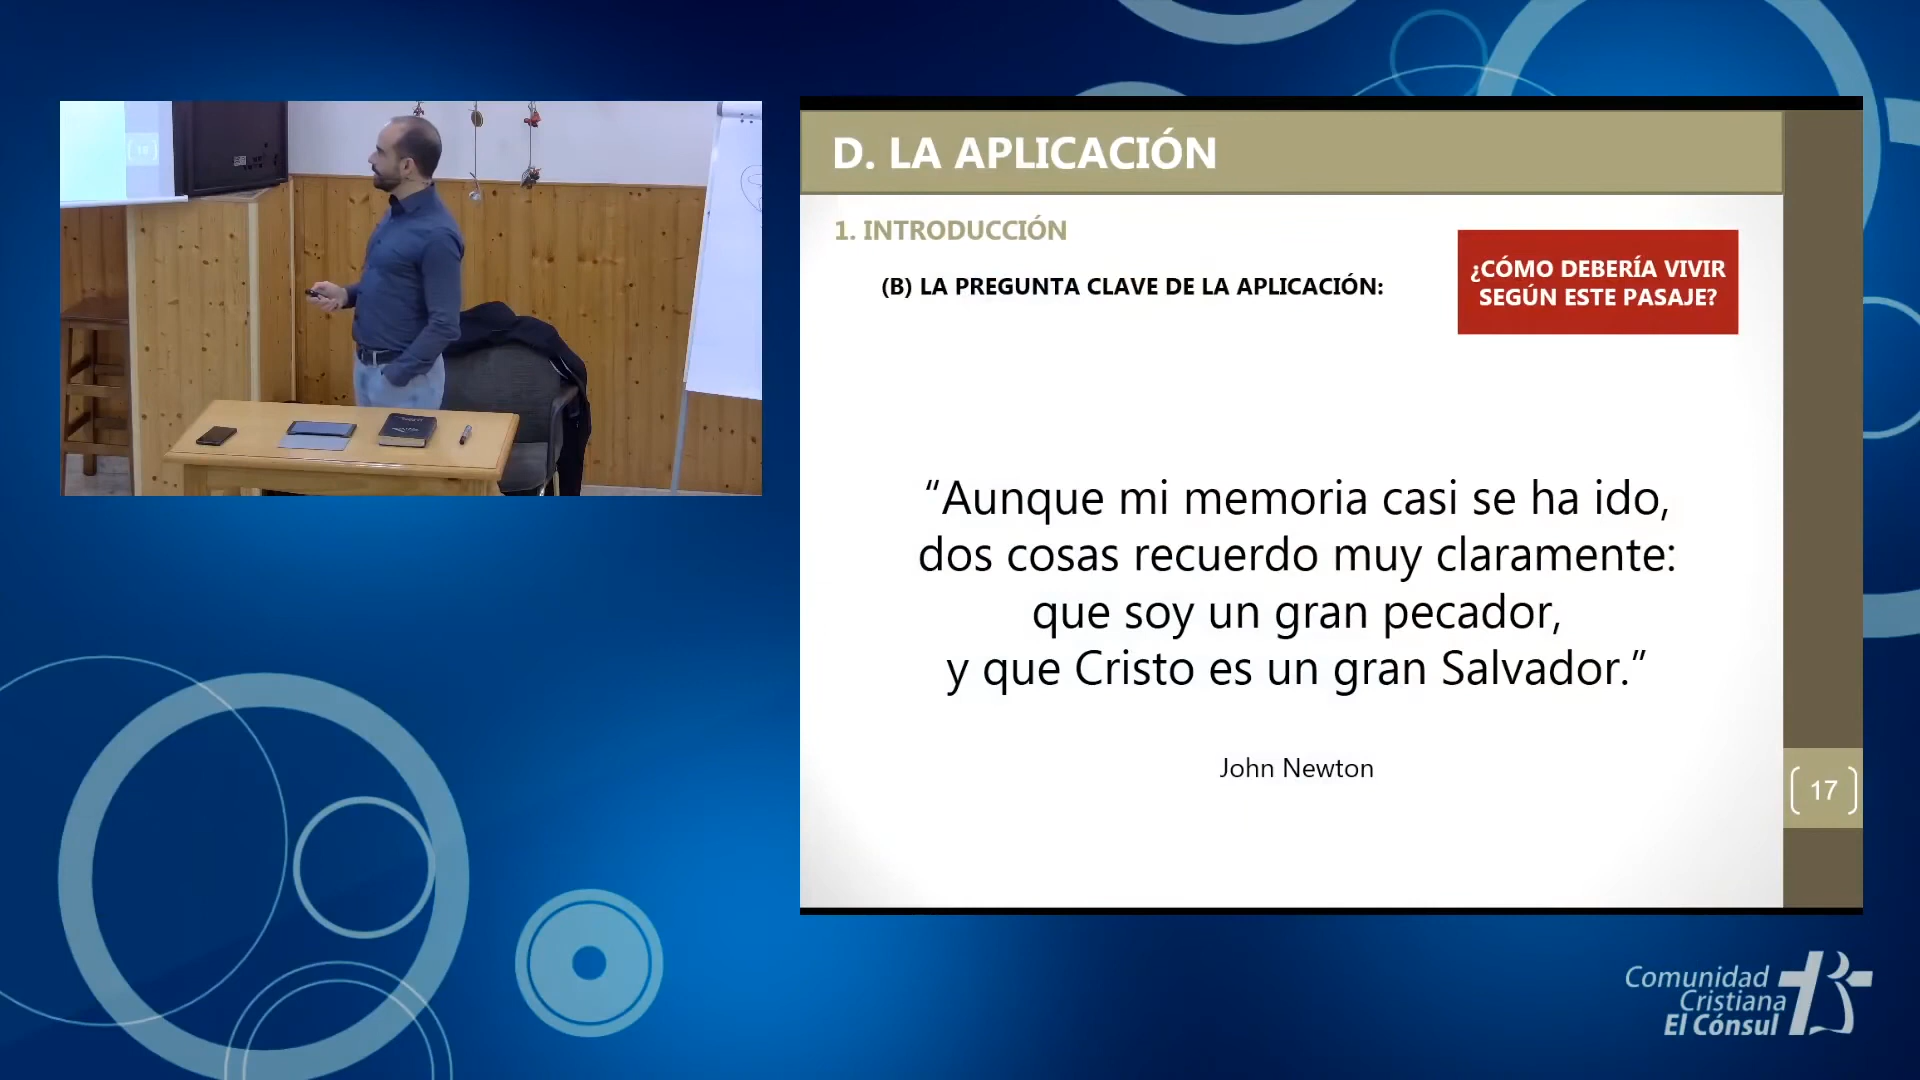 D. LA APLICACIÓN
1. INTRODUCCIÓN
(B) LA PREGUNTA CLAVE DE LA APLICACIÓN:
¿CÓMO DEBERÍA VIVIR
SEGÚN ESTE PASAJE?
“Aunque mi memoria casi se ha ido,
dos cosas recuerdo muy claramente:
que soy un gran pecador,
y que Cristo es un gran Salvador.”
John Newton
17
Comunidad
Cristiana
El Cónsul